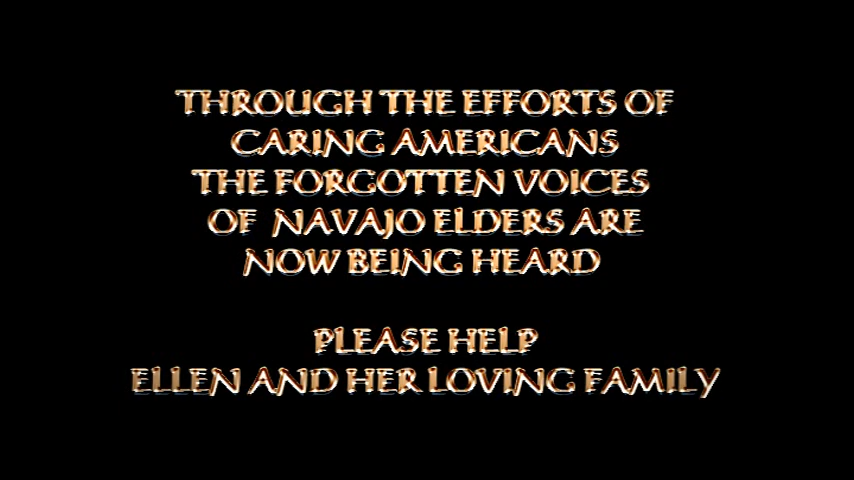 THROUGH THE EFFORTS OF
CARING AMERICANS
THE FORGOTTEN VOICES
OF NAVAJO ELDERS ARE
NOW BEING HEARD
PLEASE HELP
ELLEN AND HER LOVING FAMILY